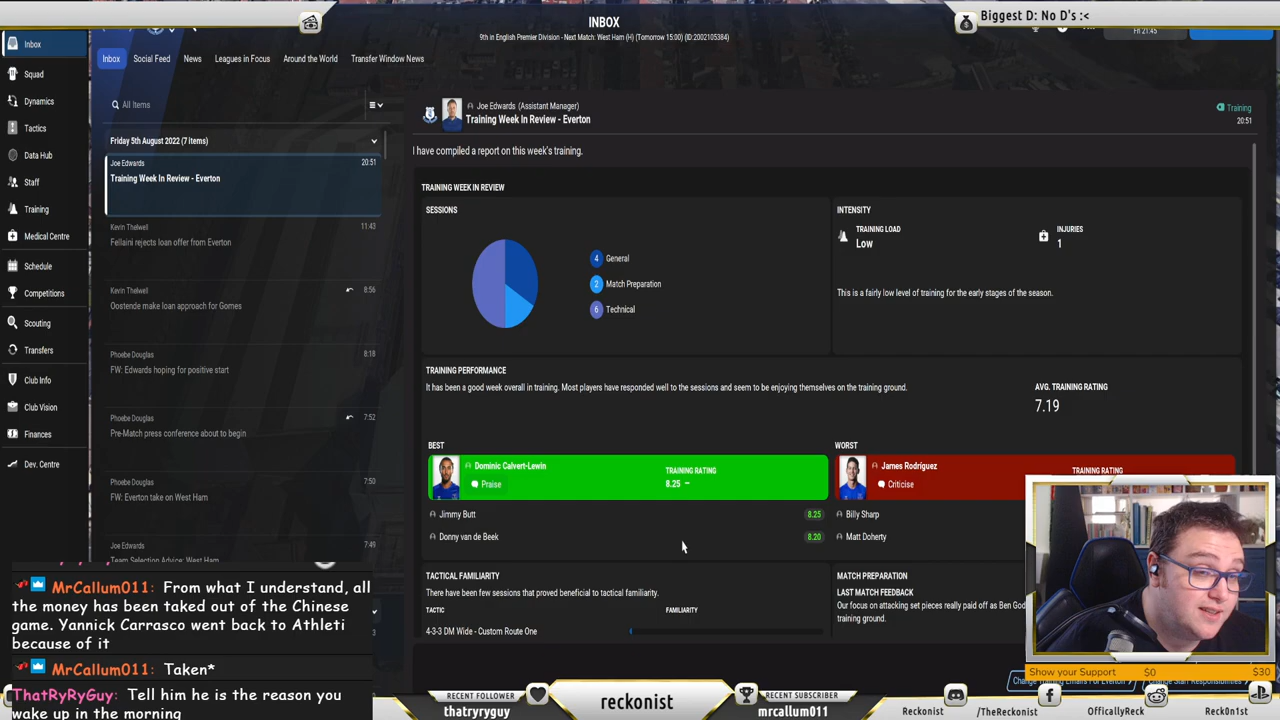 INBOX
9th in English Premier Division - Next Match: West Ham (H) (Tomorrow 15:00) (ID:2002105384)
Biggest D: No D's :<
Fri 21:45
Inbox
Squad
Dynamics
Tactics
Data Hub
Staff
Training
Medical Centre
Schedule
Competitions
Scouting
Transfers
Club Info
Club Vision
Finances
Dev. Centre
Inbox Social Feed News Leagues in Focus Around the World Transfer Window News
All Items
Friday 5th August 2022 (7 items)
Joe Edwards 20:51
Training Week In Review - Everton
Kevin Thelwell 11:43
Fellaini rejects loan offer from Everton
Kevin Thelwell 8:56
Oostende make loan approach for Gomes
Phoebe Douglas 8:18
FW: Edwards hoping for positive start
Phoebe Douglas 7:52
Pre-Match press conference about to begin
Phoebe Douglas 7:50
FW: Everton take on West Ham
Joe Edwards 7:49
Team Selection Advice: West Ham
Joe Edwards (Assistant Manager)
Training Week In Review - Everton
Training
20:51
I have compiled a report on this week's training.
TRAINING WEEK IN REVIEW
SESSIONS
4 General
2 Match Preparation
6 Technical
INTENSITY
TRAINING LOAD
Low
INJURIES
1
This is a fairly low level of training for the early stages of the season.
TRAINING PERFORMANCE
It has been a good week overall in training. Most players have responded well to the sessions and seem to be enjoying themselves on the training ground.
AVG. TRAINING RATING
7.19
BEST
Dominic Calvert-Lewin
Praise
TRAINING RATING
8.25 –
Jimmy Butt 8.25
Donny van de Beek 8.20
WORST
James Rodríguez
Criticise
TRAINING RATING
Billy Sharp
Matt Doherty
TACTICAL FAMILIARITY
There have been few sessions that proved beneficial to tactical familiarity.
TACTIC FAMILIARITY
4-3-3 DM Wide - Custom Route One
MATCH PREPARATION
LAST MATCH FEEDBACK
Our focus on attacking set pieces really paid off as Ben God
training ground.
MrCallum011: From what I understand, all
the money has been taked out of the Chinese
game. Yannick Carrasco went back to Athleti
because of it
MrCallum011: Taken*
ThatRyRyGuy: Tell him he is the reason you
wake up in the morning
Show your Support $0 $30
RECENT FOLLOWER
thatryryguy
reckonist
RECENT SUBSCRIBER
mrcallum011
Reckonist
/TheReckonist
OfficallyReck
Reck0n1st